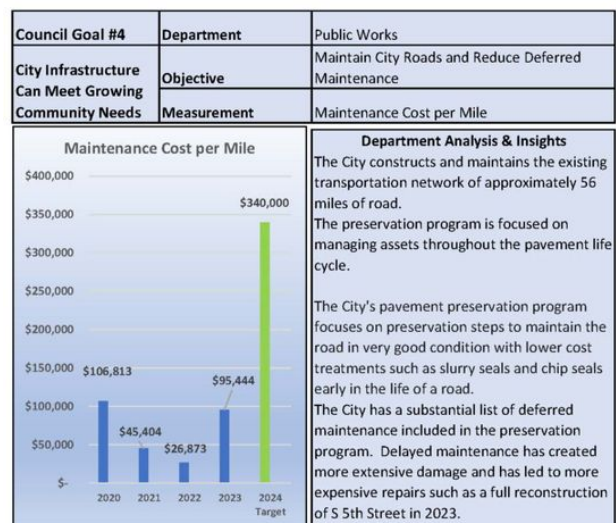 Council Goal #4
Department
Public Works
City Infrastructure
Can Meet Growing
Community Needs
Objective
Maintain City Roads and Reduce Deferred
Maintenance
Measurement
Maintenance Cost per Mile
Maintenance Cost per Mile
$400,000
$350,000
$300,000
$250,000
$200,000
$150,000
$100,000
$50,000
$-
$106,813
$45,404
$26,873
$95,444
$340,000
2020
2021
2022
2023
2024
Target
Department Analysis & Insights
The City constructs and maintains the existing
transportation network of approximately 56
miles of road.
The preservation program is focused on
managing assets throughout the pavement life
cycle.
The City's pavement preservation program
focuses on preservation steps to maintain the
road in very good condition with lower cost
treatments such as slurry seals and chip seals
early in the life of a road.
The City has a substantial list of deferred
maintenance included in the preservation
program. Delayed maintenance has created
more extensive damage and has led to more
expensive repairs such as a full reconstruction
of S 5th Street in 2023.